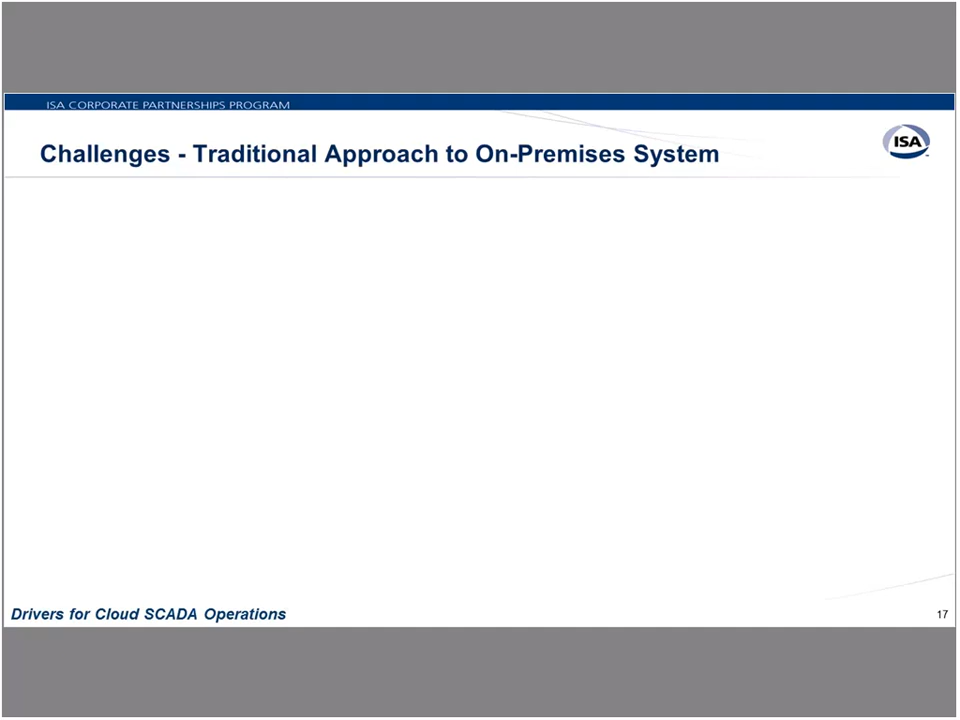 ISA CORPORATE PARTNERSHIPS PROGRAM
Challenges - Traditional Approach to On-Premises System
ISA
Drivers for Cloud SCADA Operations
17